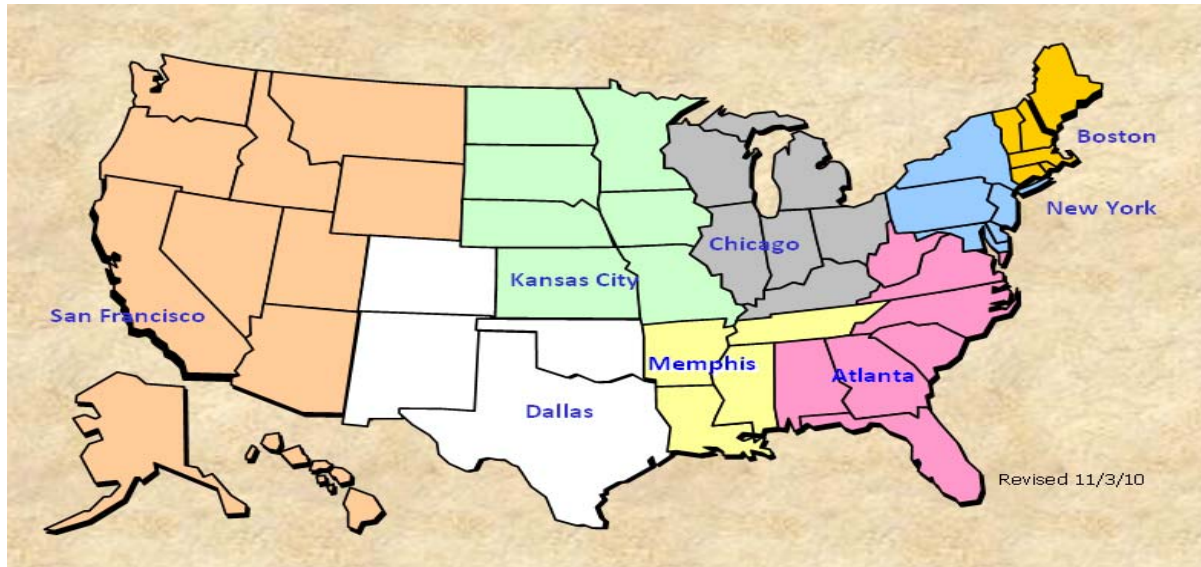 Boston
New York
Chicago
Kansas City
San Francisco
Memphis
Atlanta
Dallas
Revised 11/3/10